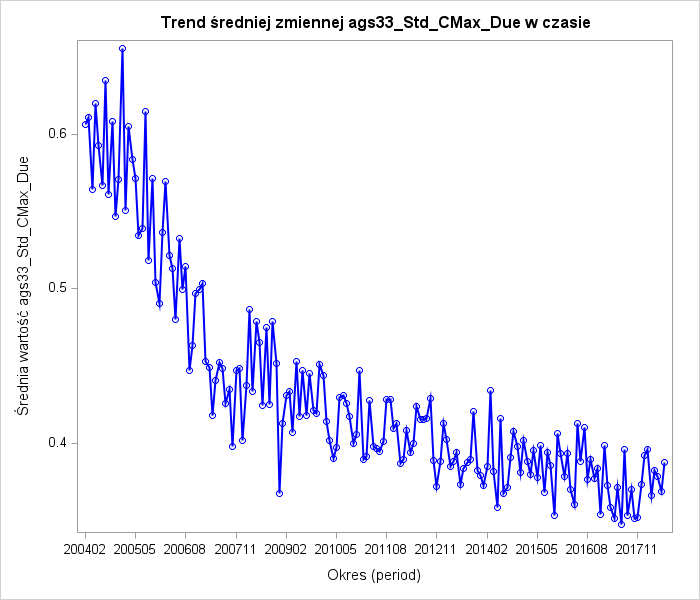 Trend średniej zmiennej ags33_Std_CMax_Due w czasie
Średnia wartość ags33_Std_CMax_Due
0.6
0.5
0.4
200402 200505 200608 200711 200902 201005 201108 201211 201402 201505 201608 201711
Okres (period)